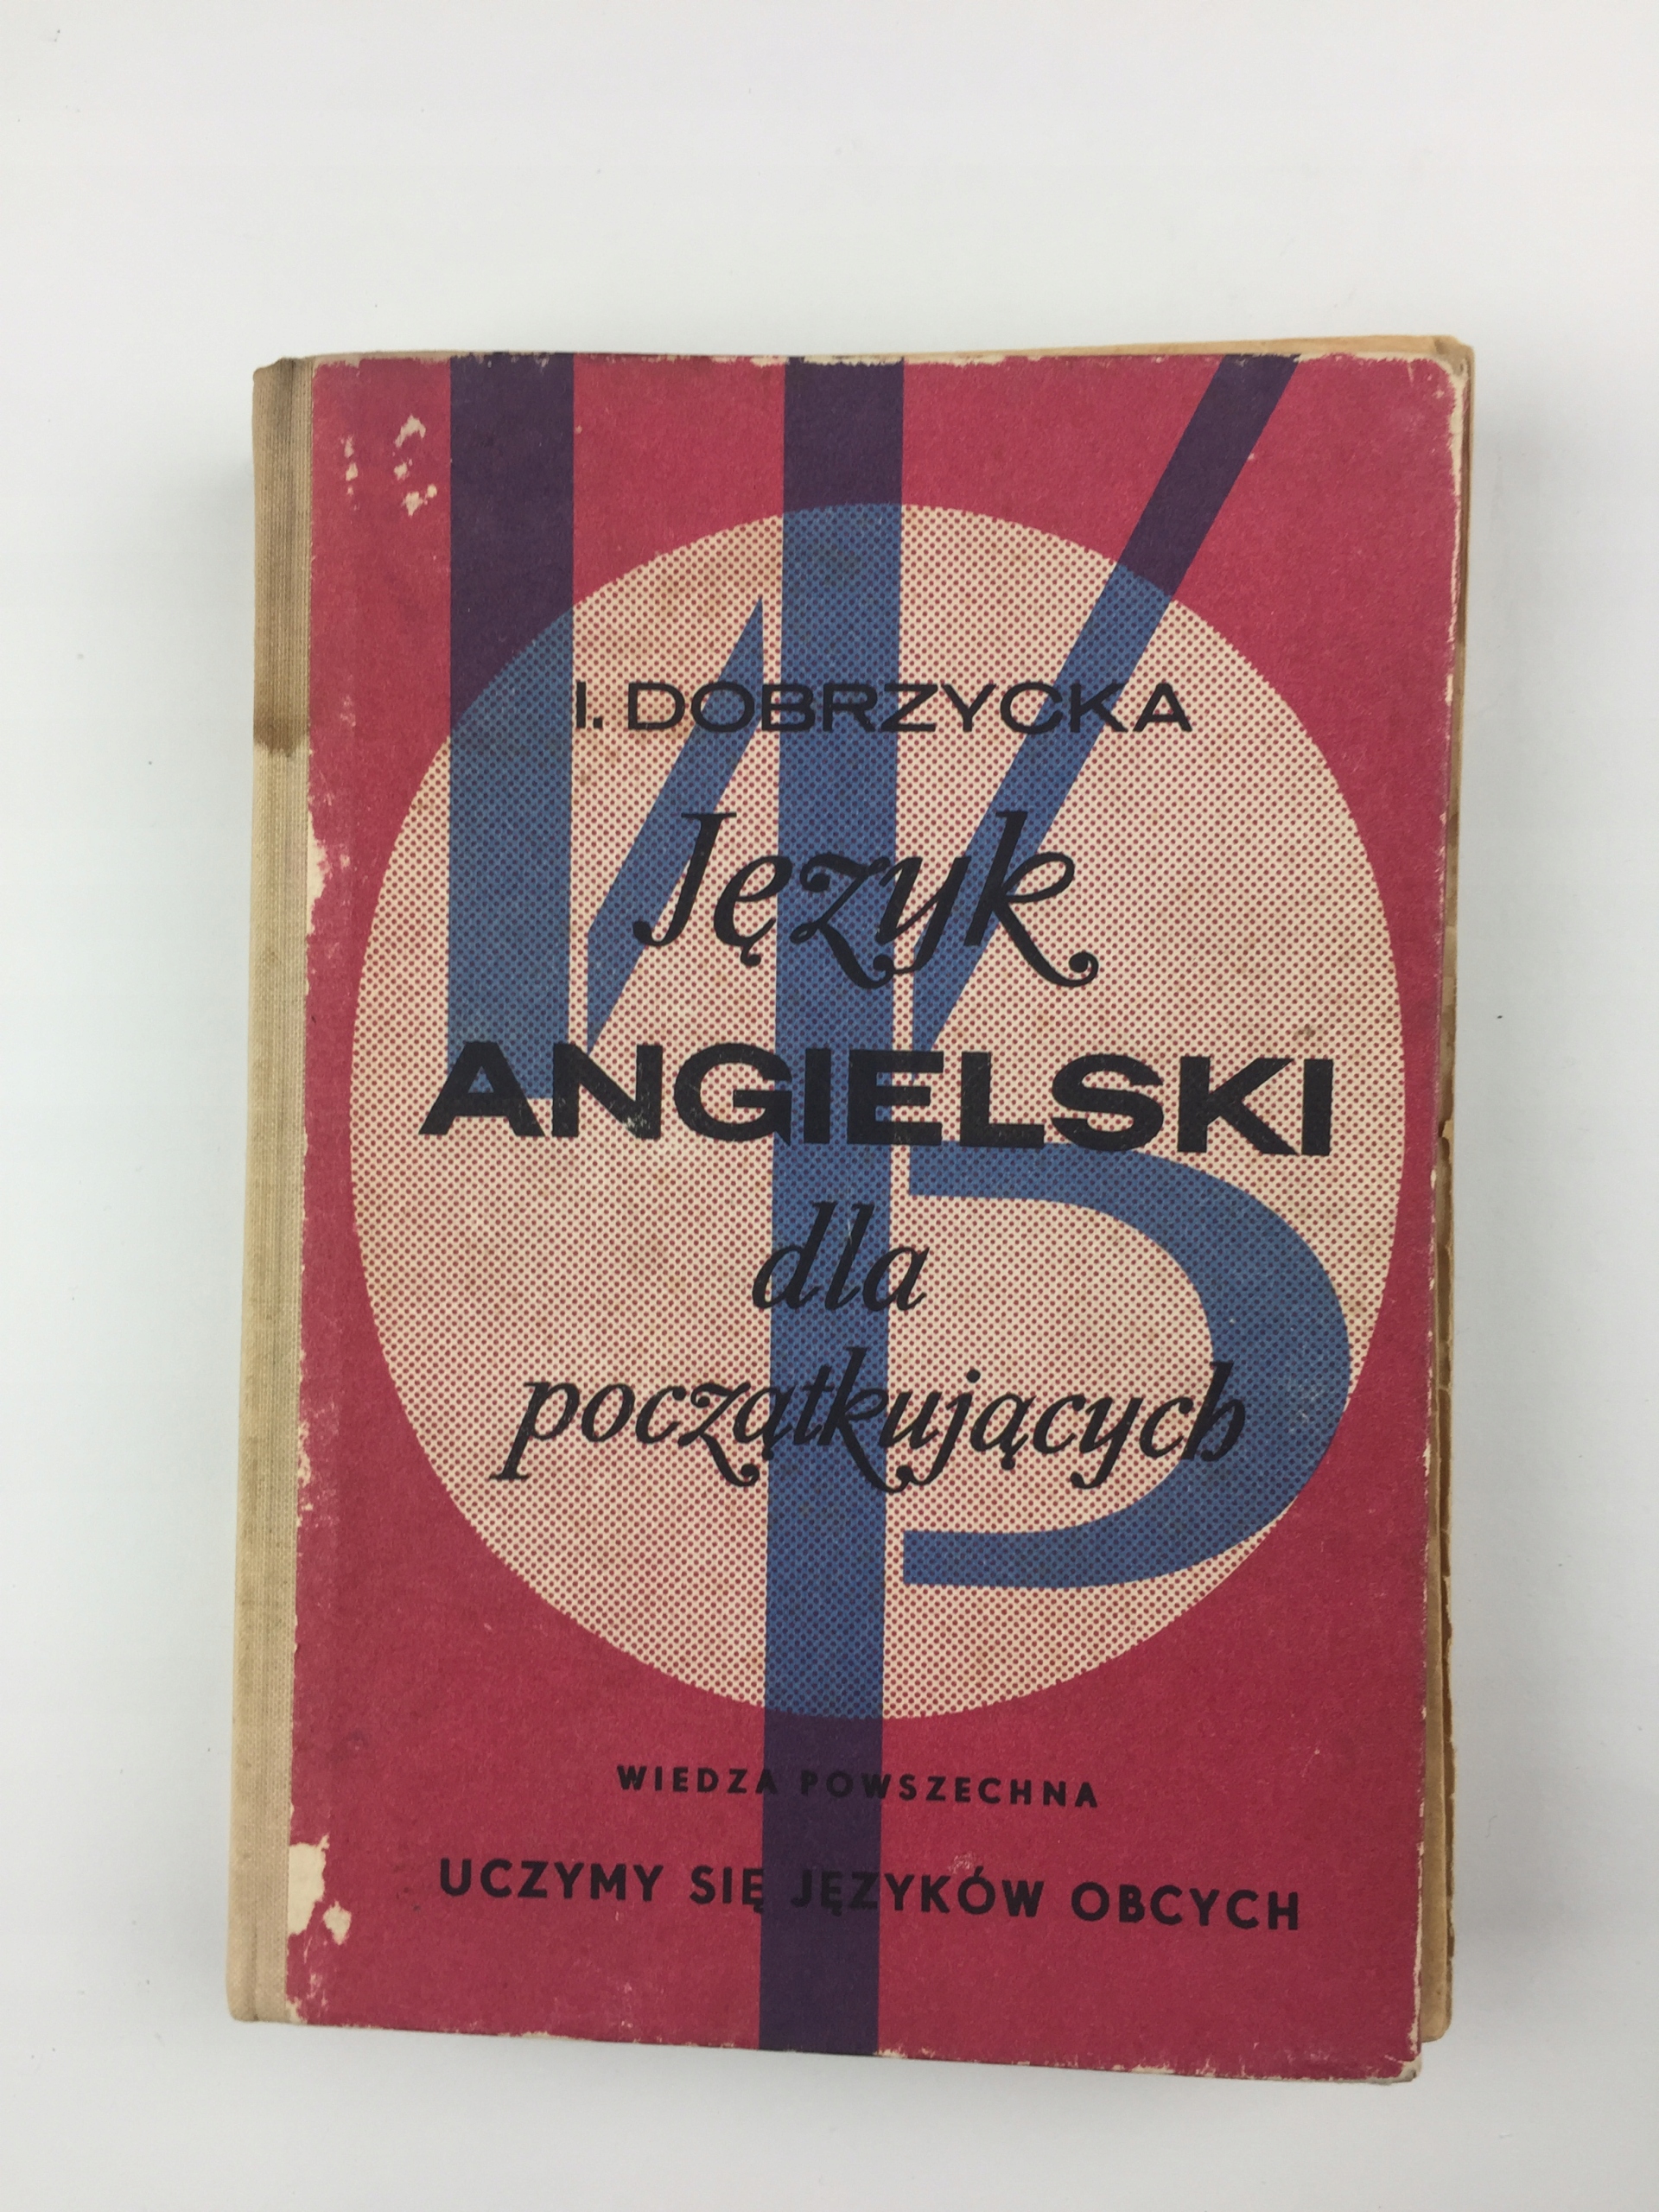 I. DOBRZYCKA
Język
ANGIELSKI
dla
początkujących
WIEDZA POWSZECHNA
UCZYMY SIĘ JĘZYKÓW OBCYCH